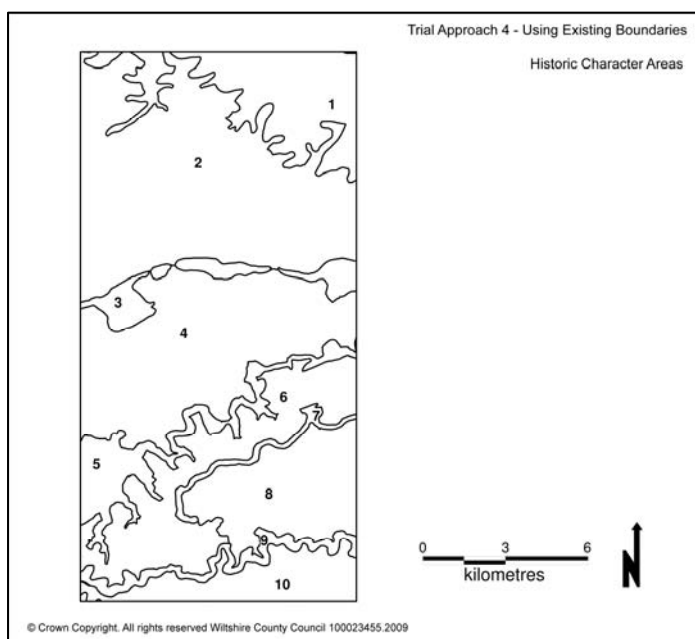 Trial Approach 4 - Using Existing Boundaries
Historic Character Areas
1
2
3
4
6
7
5
8
9
10
0 3 6
kilometres
N
© Crown Copyright. All rights reserved Wiltshire County Council 100023455.2009